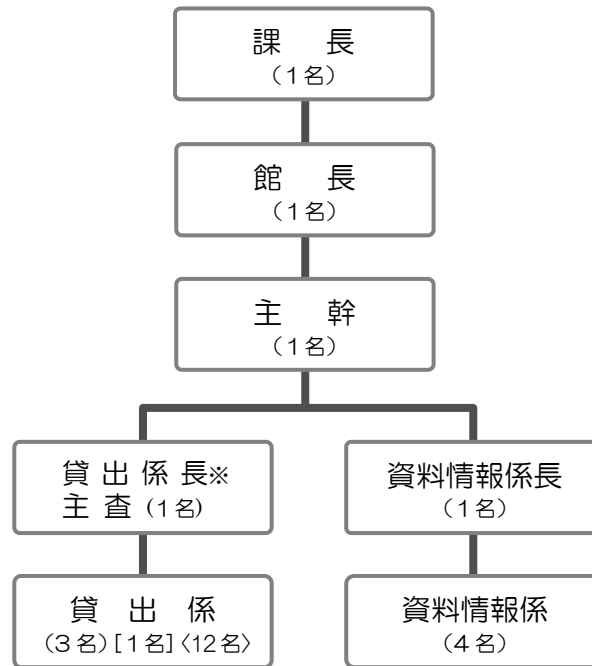 課　長
（1名）
館　長
（1名）
主　幹
（1名）
貸 出 係 長※
主 査 (1名)
資料情報係長
（1名）
貸　出　係
(3名)[1名]〈12名〉
資料情報係
（4名）